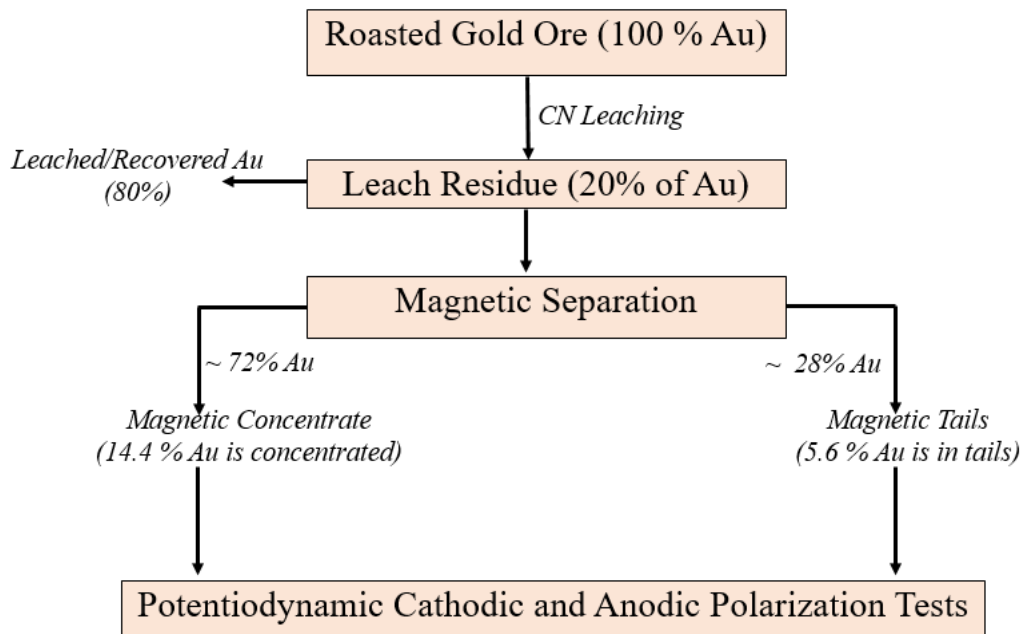 Roasted Gold Ore (100 % Au)
CN Leaching
Leached/Recovered Au
(80%)
Leach Residue (20% of Au)
Magnetic Separation
~ 72% Au
~ 28% Au
Magnetic Concentrate
(14.4 % Au is concentrated)
Magnetic Tails
(5.6 % Au is in tails)
Potentiodynamic Cathodic and Anodic Polarization Tests